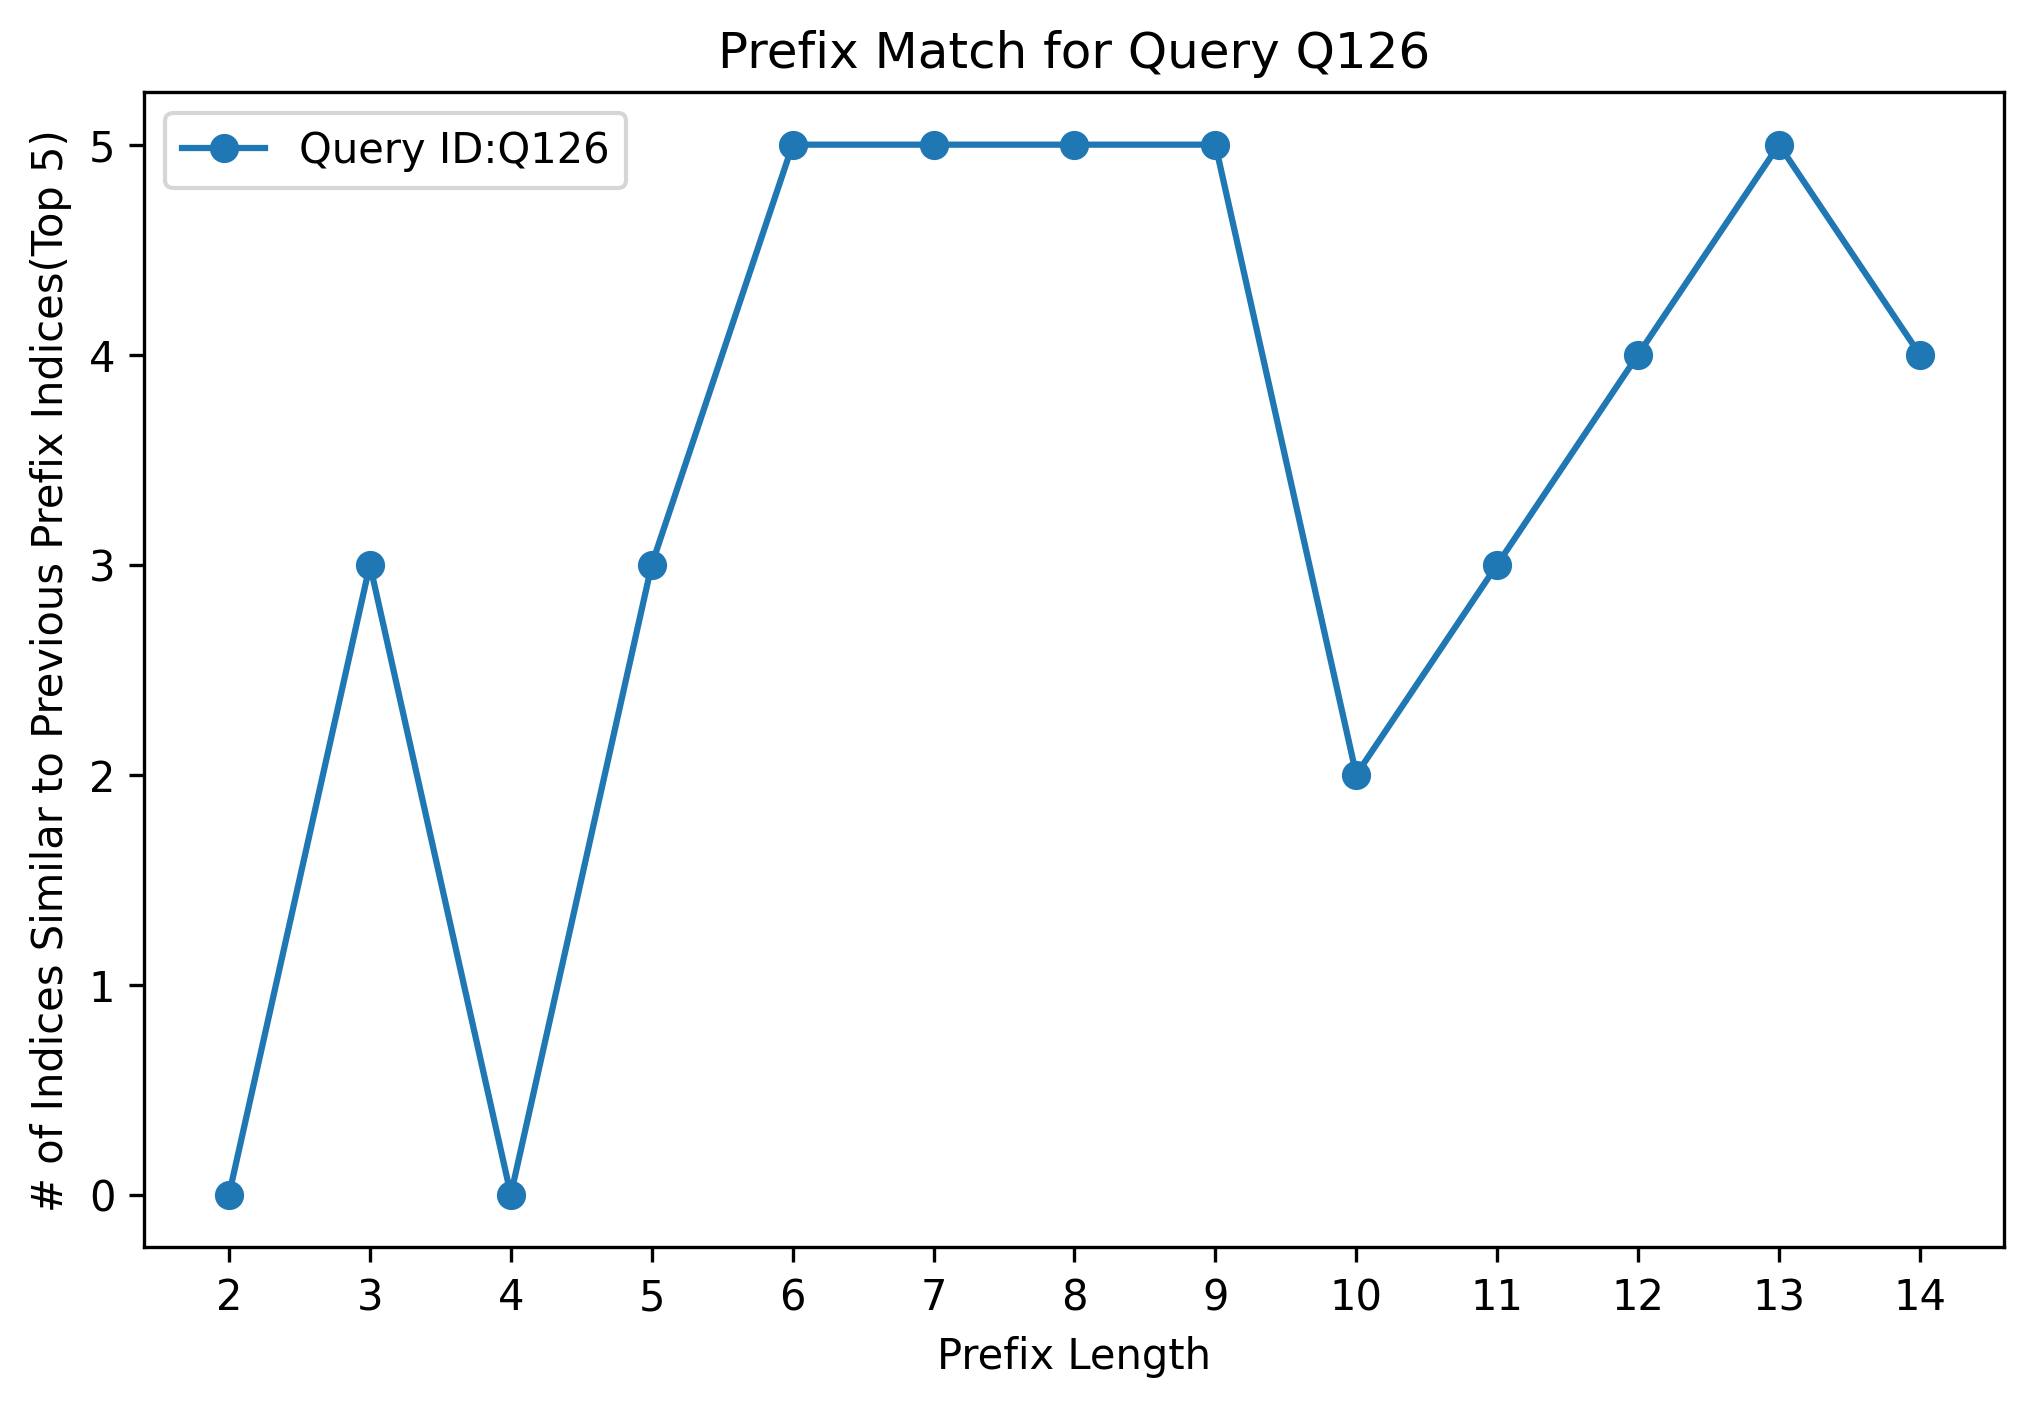 Prefix Match for Query Q126
Query ID:Q126
# of Indices Similar to Previous Prefix Indices(Top 5)
5
4
3
2
1
0
2 3 4 5 6 7 8 9 10 11 12 13 14
Prefix Length